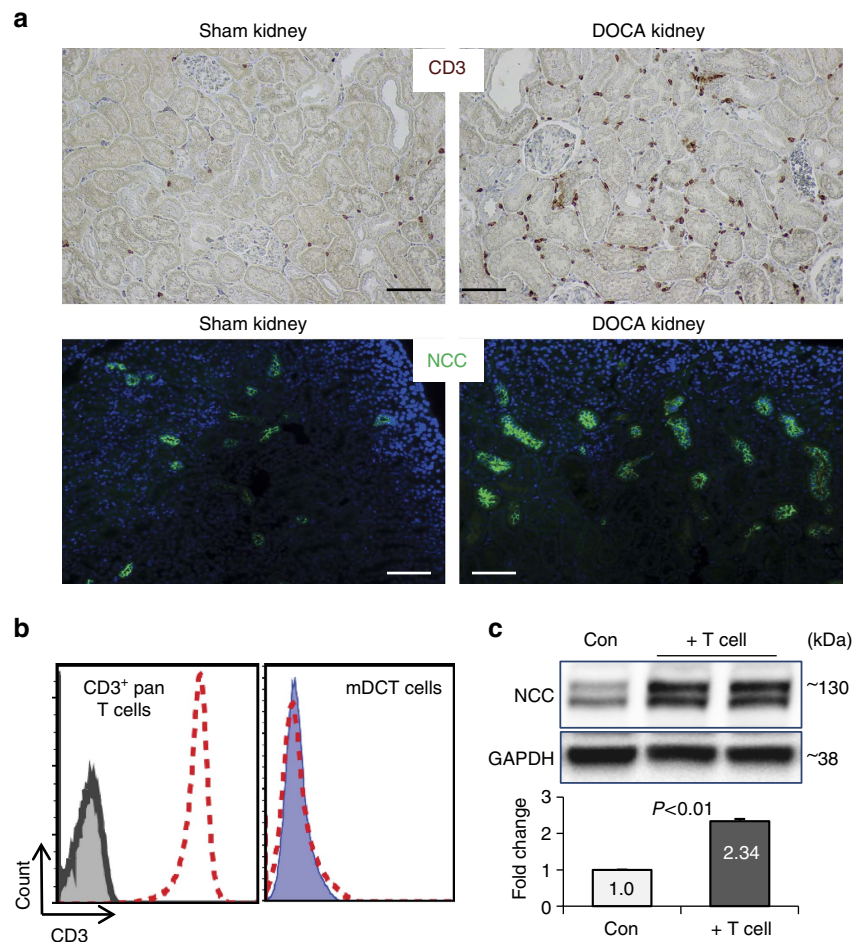 a
Sham kidney
DOCA kidney
CD3
Sham kidney
DOCA kidney
NCC
b
CD3+ pan
T cells
mDCT cells
Count
CD3
c
Con
+ T cell
(kDa)
NCC
~130
GAPDH
~38
P<0.01
Fold change
3
2
1
0
1.0
2.34
Con
+ T cell